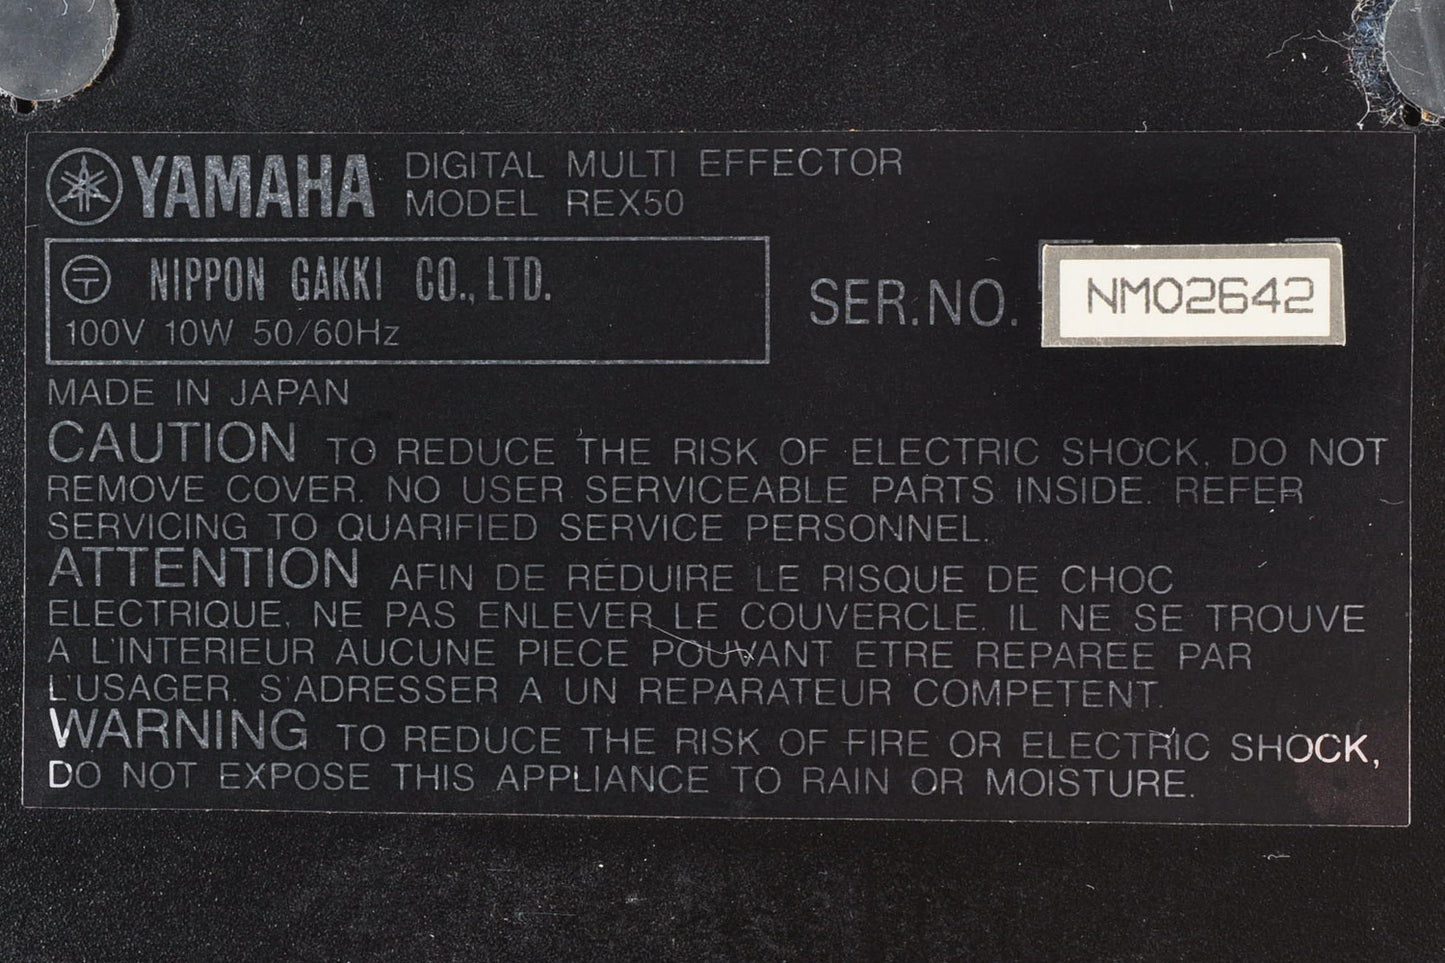 YAMAHA DIGITAL MULTI EFFECTOR
MODEL REX50
〒 NIPPON GAKKI CO., LTD.
100V 10W 50/60Hz
SER.NO. NM02642
MADE IN JAPAN
CAUTION TO REDUCE THE RISK OF ELECTRIC SHOCK, DO NOT
REMOVE COVER. NO USER SERVICEABLE PARTS INSIDE. REFER
SERVICING TO QUARIFIED SERVICE PERSONNEL.
ATTENTION AFIN DE RÉDUIRE LE RISQUE DE CHOC
ELECTRIQUE, NE PAS ENLEVER LE COUVERCLE. IL NE SE TROUVE
A L'INTERIEUR AUCUNE PIECE POUVANT ETRE REPAREE PAR
L'USAGER. S'ADRESSER A UN REPARATEUR COMPETENT.
WARNING TO REDUCE THE RISK OF FIRE OR ELECTRIC SHOCK,
DO NOT EXPOSE THIS APPLIANCE TO RAIN OR MOISTURE.